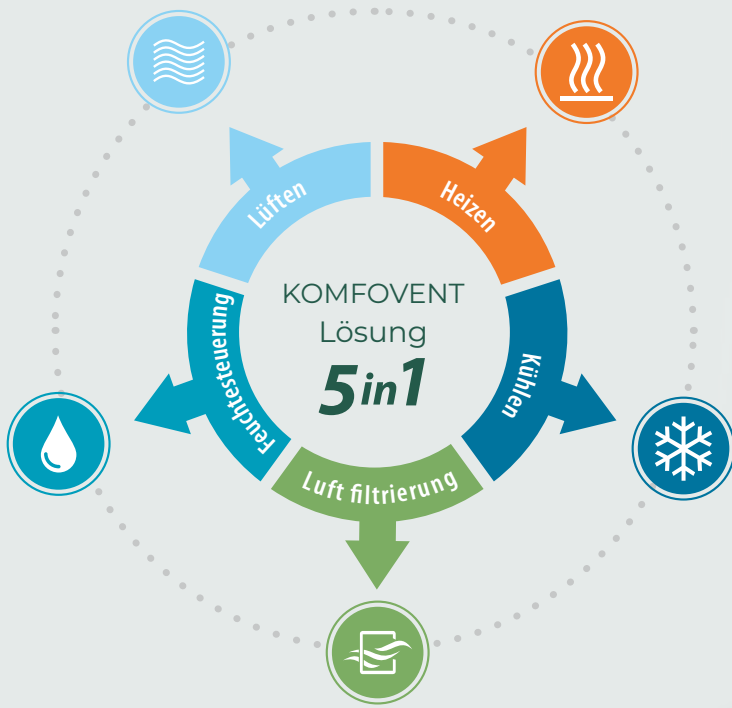 Lüften
Heizen
KOMFOVENT
Lösung
5in1
Feuchtesteuerung
Kühlen
Luft filtrierung